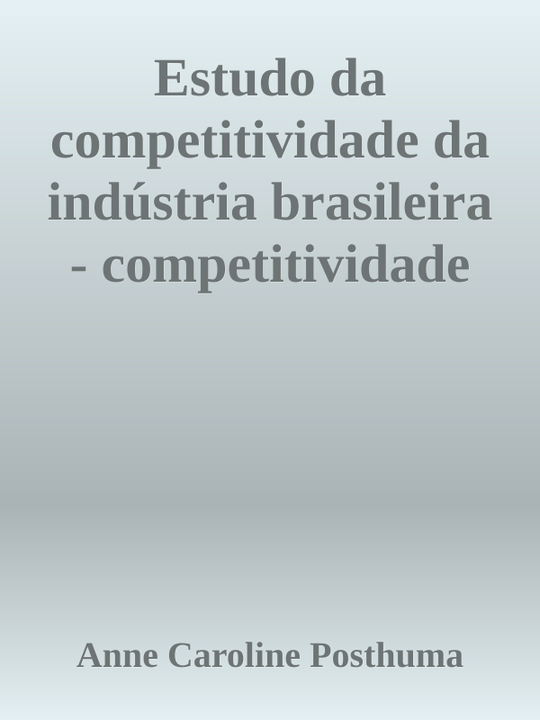 Estudo da
competitividade da
indústria brasileira
- competitividade
Anne Caroline Posthuma